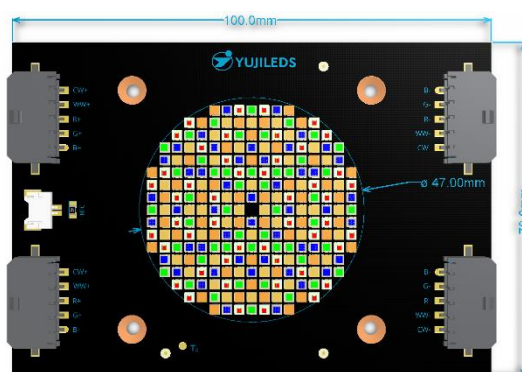 100.0mm
YUJILEDS
CW+
WW+
R+
G+
B+
B-
G-
R-
WW-
CW-
ø 47.00mm
CW+
WW+
R+
G+
B+
B-
G-
R-
WW-
CW-